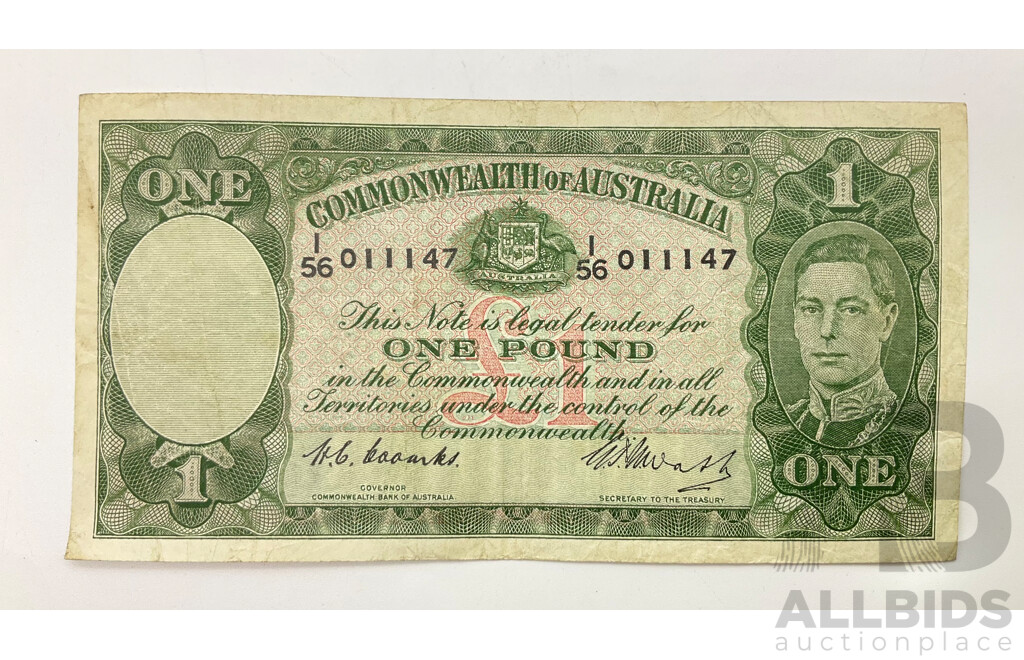 ONE
1
COMMONWEALTH OF AUSTRALIA
I/56 011147
I/56 011147
AUSTRALIA
£1
This Note is legal tender for
ONE POUND
in the Commonwealth and in all
Territories under the control of the
Commonwealth
H.C. Coombs.
GOVERNOR
COMMONWEALTH BANK OF AUSTRALIA.
SECRETARY TO THE TREASURY
1
ONE
B
ALLBIDS
auctionplace